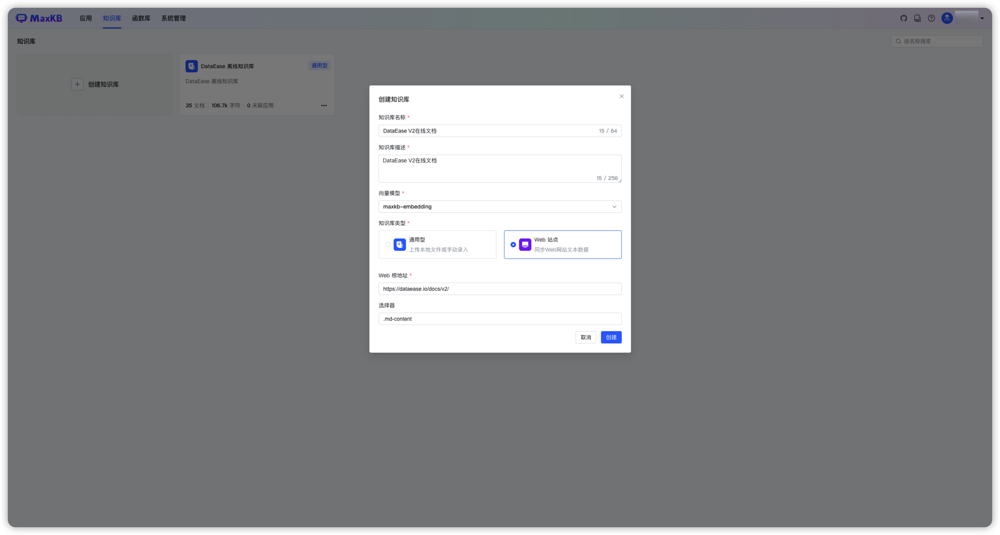 MaxKB 应用 知识库 函数库 系统管理
知识库
按名称搜索
创建知识库
DataEase 离线知识库 通用型
DataEase 离线知识库
35 文档 106.7k 字符 0 关联应用
创建知识库
知识库名称 *
DataEase V2在线文档 15 / 64
知识库描述 *
DataEase V2在线文档
15 / 256
向量模型 *
maxkb-embedding
知识库类型 *
通用型
上传本地文件或手动录入
Web 站点
同步Web网站文本数据
Web 根地址 *
https://dataease.io/docs/v2/
选择器
.md-content
取消 创建